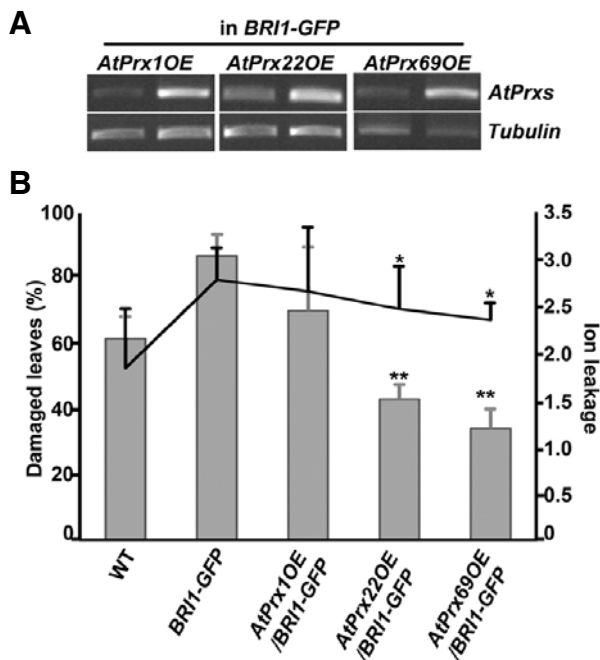 A
in BRI1-GFP
AtPrx1OE AtPrx22OE AtPrx69OE
AtPrxs
Tubulin
B
Damaged leaves (%)
100
80
60
40
20
0
*
*
**
**
3.5
3.0
2.5
2.0
1.5
1.0
0.5
0
Ion leakage
WT
BRI1-GFP
AtPrx1OE
/BRI1-GFP
AtPrx22OE
/BRI1-GFP
AtPrx69OE
/BRI1-GFP